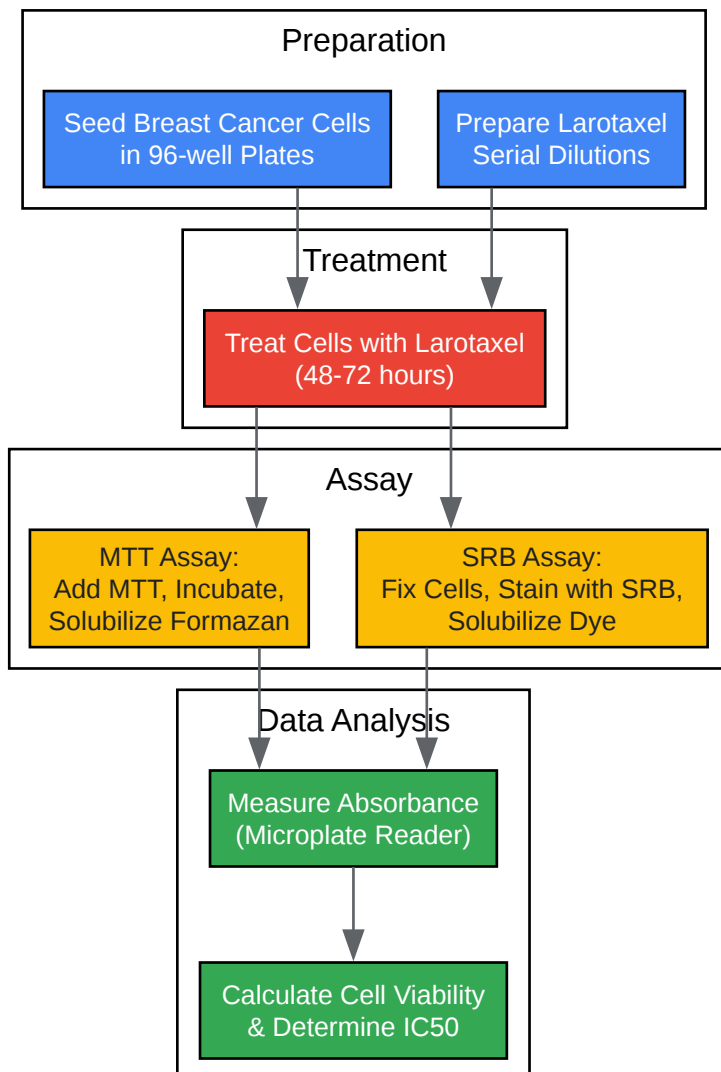 Preparation
Seed Breast Cancer Cells
in 96-well Plates
Prepare Larotaxel
Serial Dilutions
Treatment
Treat Cells with Larotaxel
(48-72 hours)
Assay
MTT Assay:
Add MTT, Incubate,
Solubilize Formazan
SRB Assay:
Fix Cells, Stain with SRB,
Solubilize Dye
Data Analysis
Measure Absorbance
(Microplate Reader)
Calculate Cell Viability
& Determine IC50